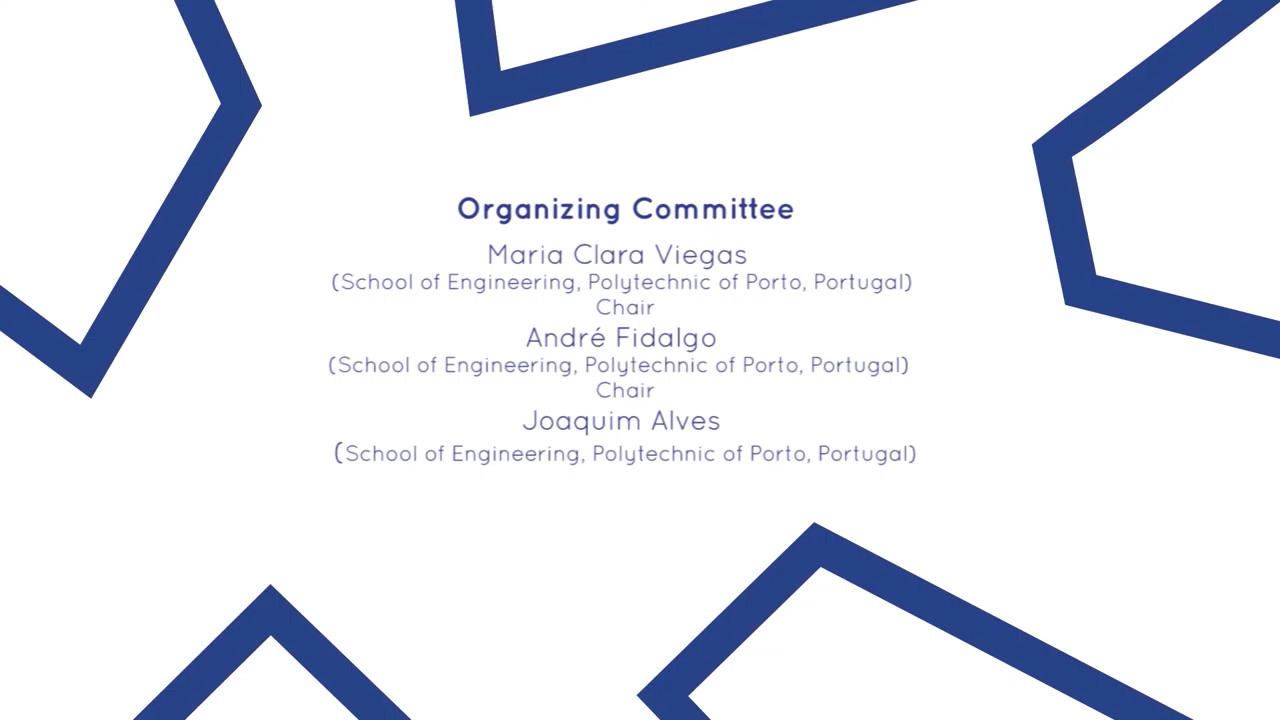 Organizing Committee
Maria Clara Viegas
(School of Engineering, Polytechnic of Porto, Portugal)
Chair
André Fidalgo
(School of Engineering, Polytechnic of Porto, Portugal)
Chair
Joaquim Alves
(School of Engineering, Polytechnic of Porto, Portugal)